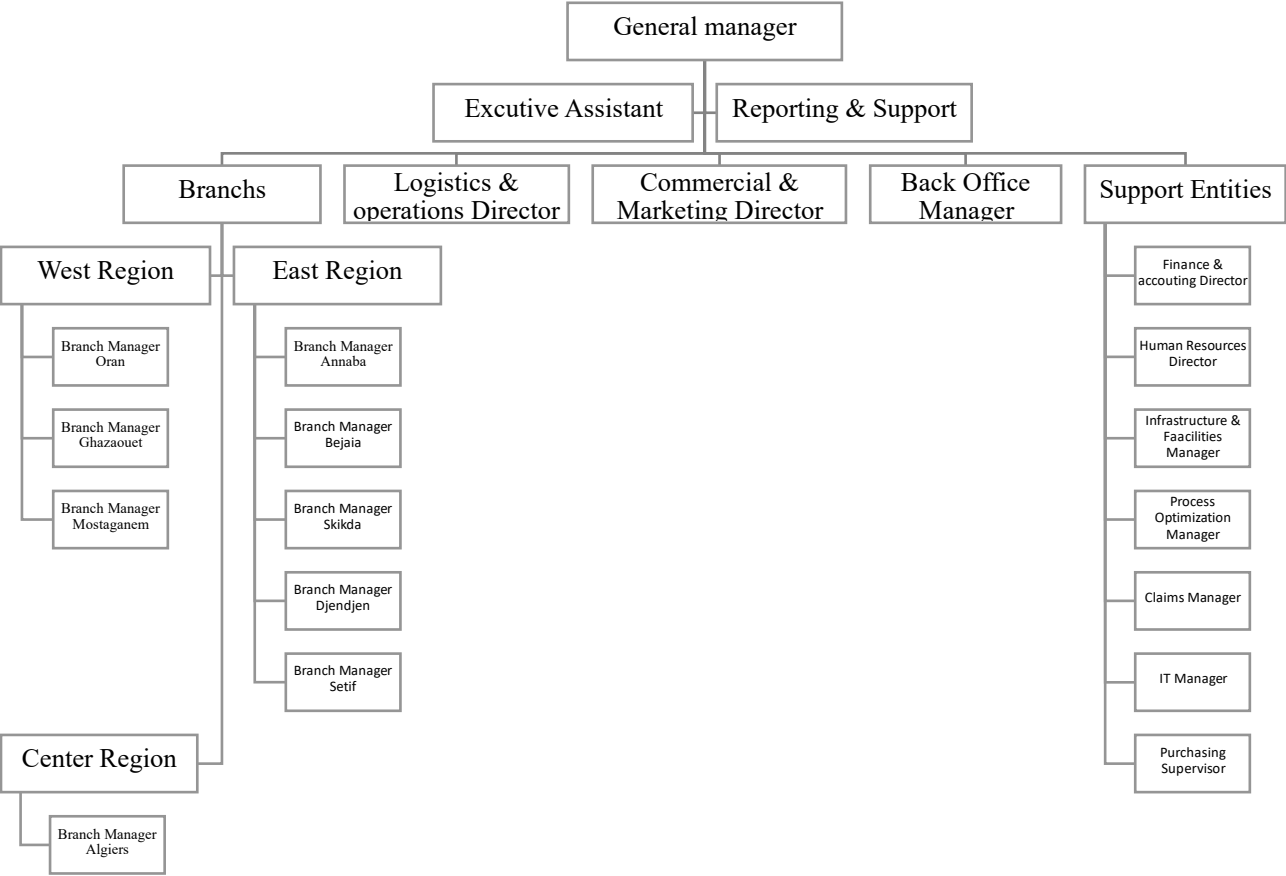 General manager
Excutive Assistant
Reporting & Support
Branchs
Logistics &
operations Director
Commercial &
Marketing Director
Back Office
Manager
Support Entities
West Region
East Region
Branch Manager
Oran
Branch Manager
Ghazaouet
Branch Manager
Mostaganem
Branch Manager
Annaba
Branch Manager
Bejaia
Branch Manager
Skikda
Branch Manager
Djendjen
Branch Manager
Setif
Center Region
Branch Manager
Algiers
Finance &
accouting Director
Human Resources
Director
Infrastructure &
Faacilities
Manager
Process
Optimization
Manager
Claims Manager
IT Manager
Purchasing
Supervisor